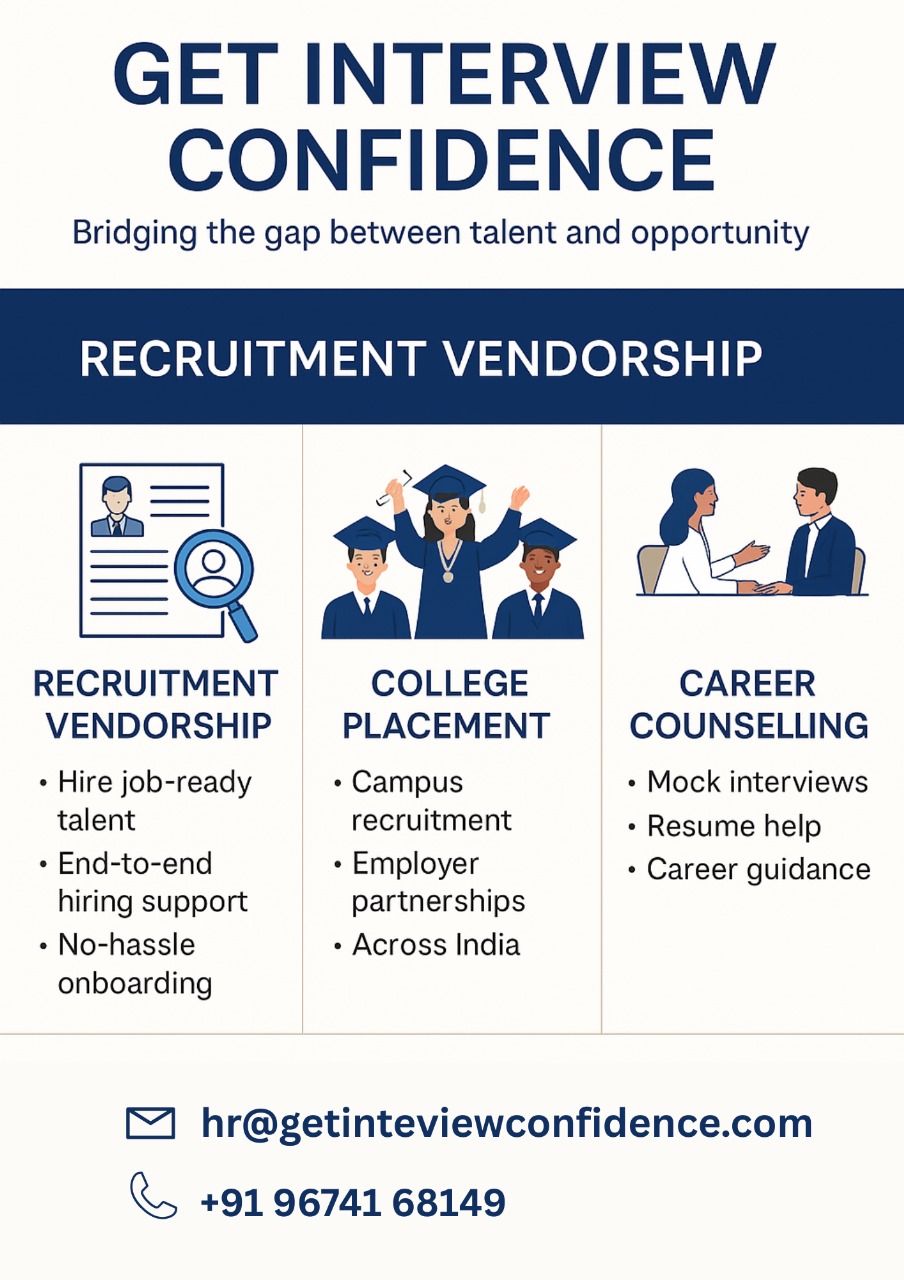 GET INTERVIEW
CONFIDENCE
Bridging the gap between talent and opportunity
RECRUITMENT VENDORSHIP
RECRUITMENT
VENDORSHIP
• Hire job-ready
talent
• End-to-end
hiring support
• No-hassle
onboarding
COLLEGE
PLACEMENT
• Campus
recruitment
• Employer
partnerships
• Across India
CAREER
COUNSELLING
• Mock interviews
• Resume help
• Career guidance
hr@getinteviewconfidence.com
+91 96741 68149